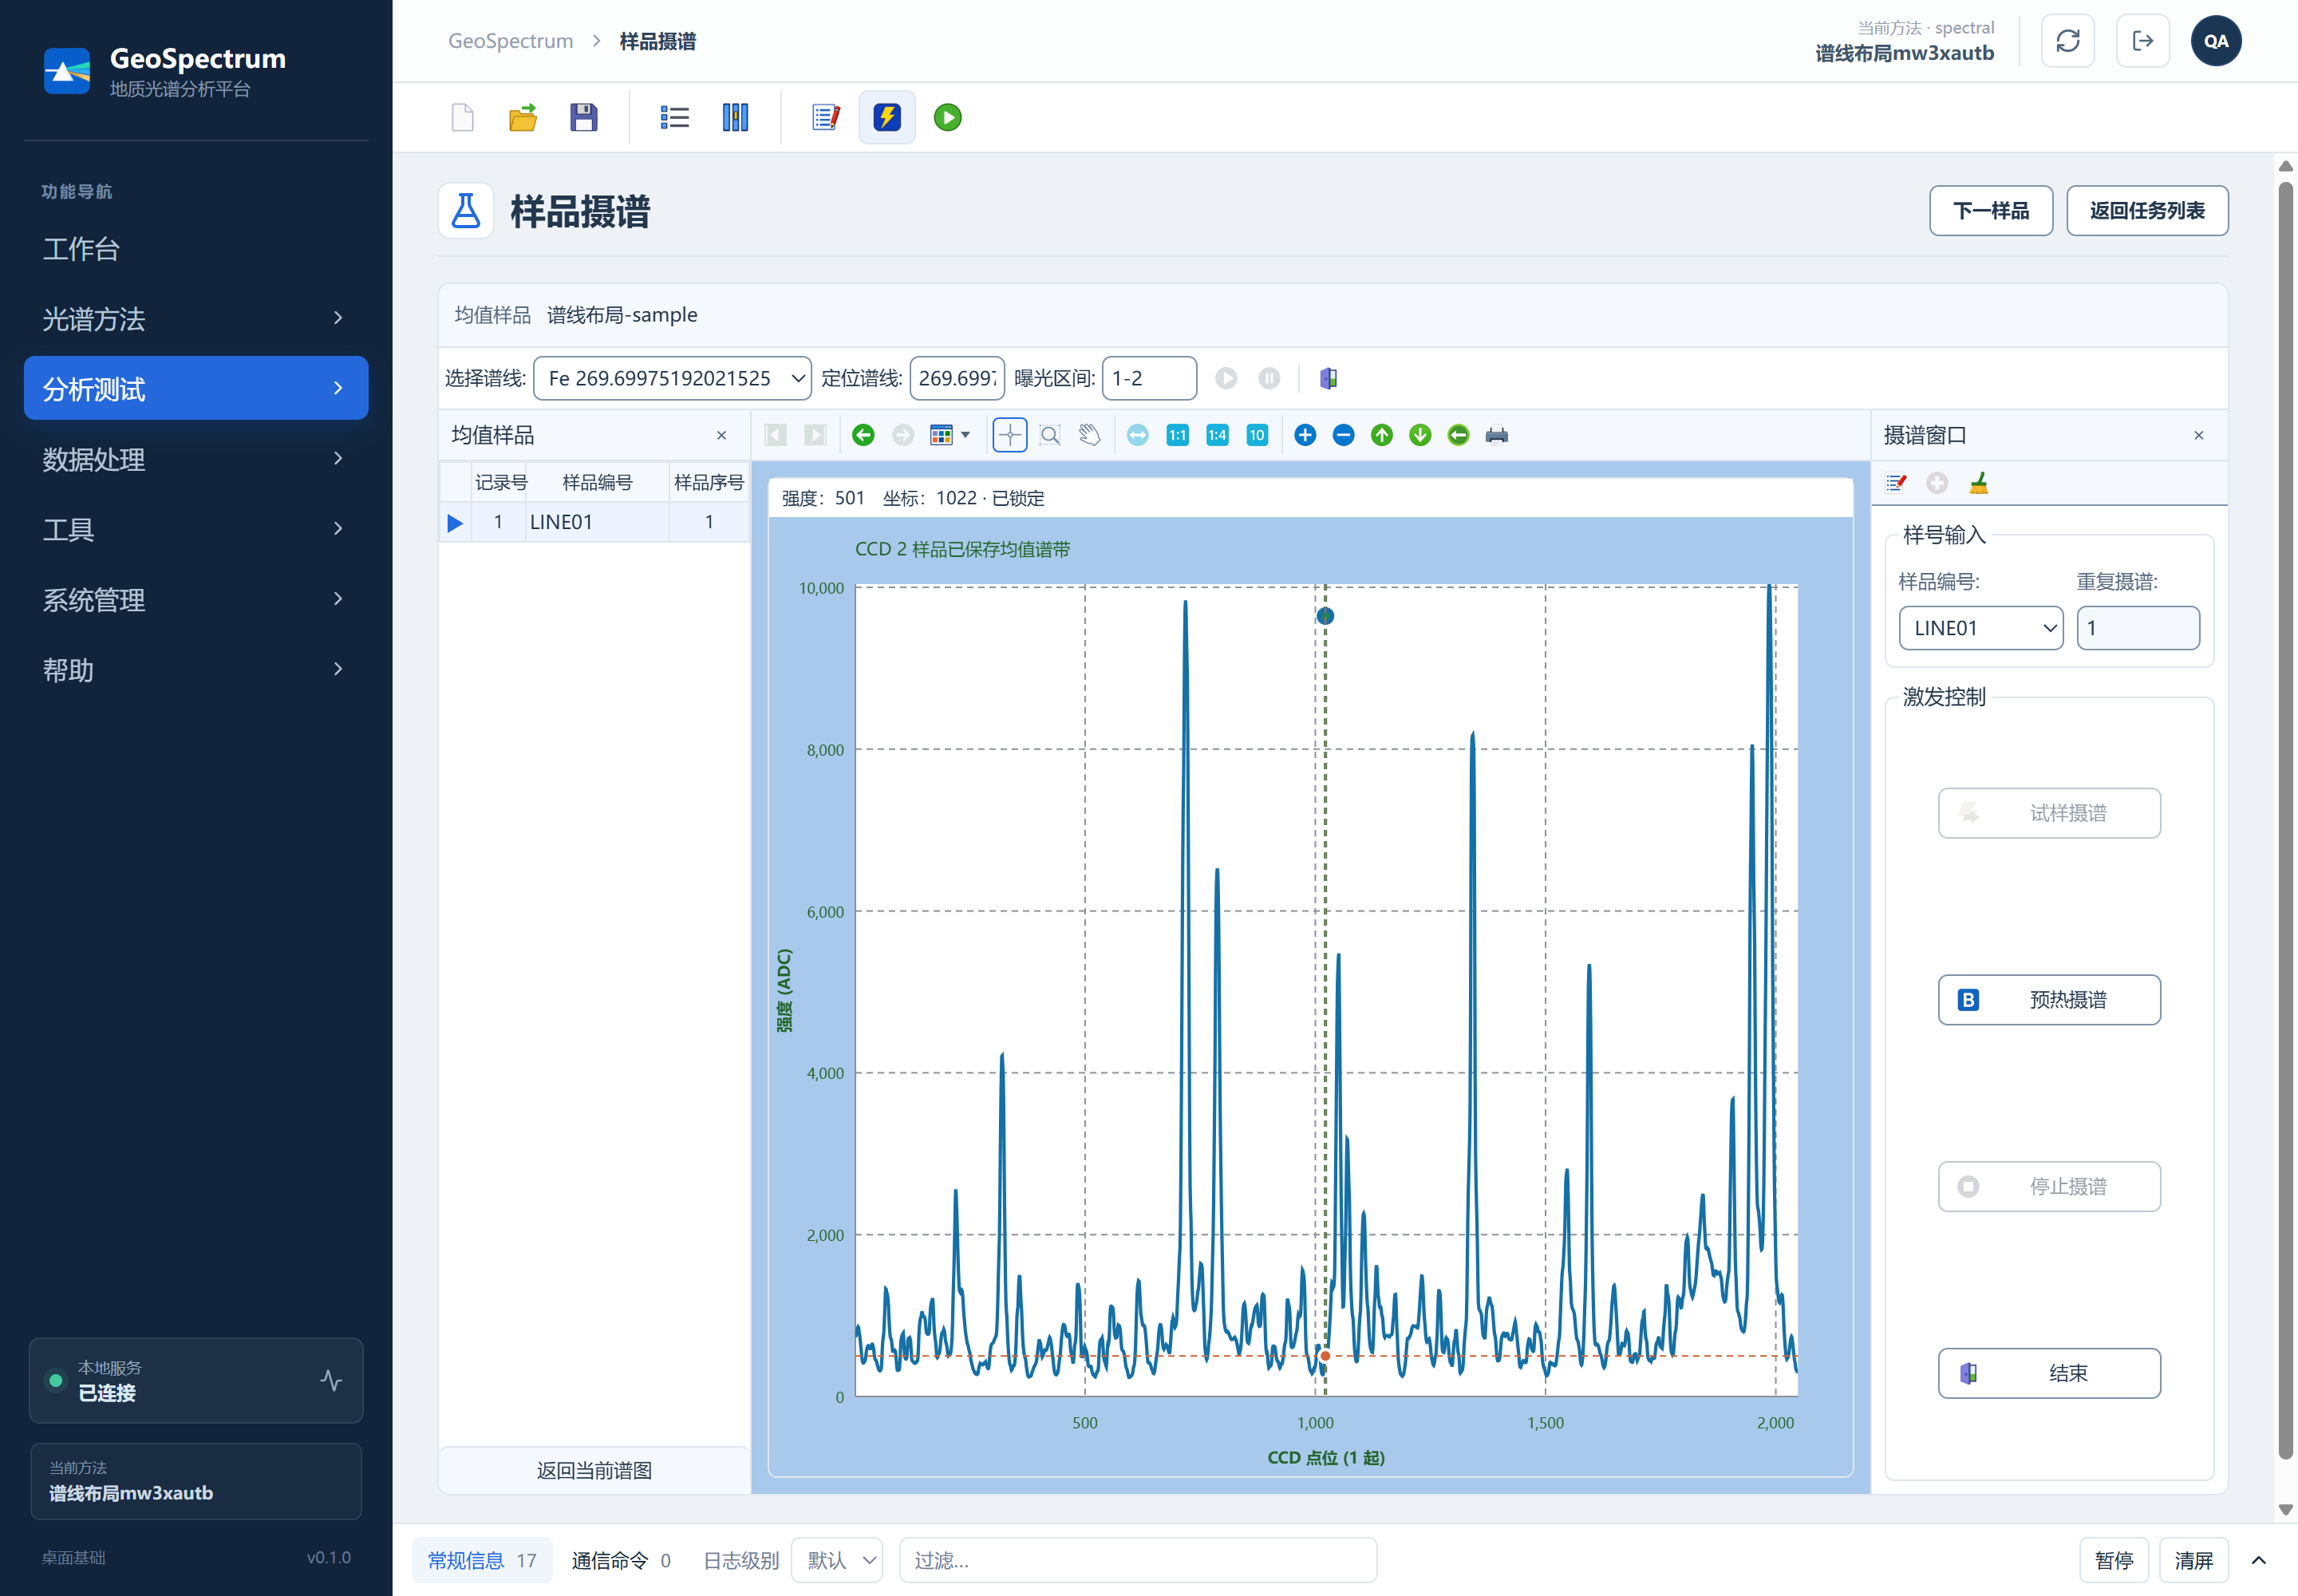 GeoSpectrum
地质光谱分析平台
功能导航
工作台
光谱方法
分析测试
数据处理
工具
系统管理
帮助
本地服务
已连接
当前方法
谱线布局mw3xautb
桌面基础 v0.1.0
GeoSpectrum > 样品摄谱
当前方法 · spectral
谱线布局mw3xautb
QA
样品摄谱
下一样品
返回任务列表
均值样品 谱线布局-sample
选择谱线: Fe 269.69975192021525 定位谱线: 269.6997 曝光区间: 1-2
均值样品 ×
1:1 1:4 10
摄谱窗口 ×
记录号 样品编号 样品序号
1 LINE01 1
返回当前谱图
强度: 501 坐标: 1022 · 已锁定
CCD 2 样品已保存均值谱带
10,000
8,000
6,000
4,000
2,000
0
强度 (ADC)
500 1,000 1,500 2,000
CCD 点位 (1 起)
样号输入
样品编号: 重复摄谱:
LINE01 1
激发控制
试样摄谱
B 预热摄谱
停止摄谱
结束
常规信息 17 通信命令 0 日志级别 默认 过滤...
暂停 清屏